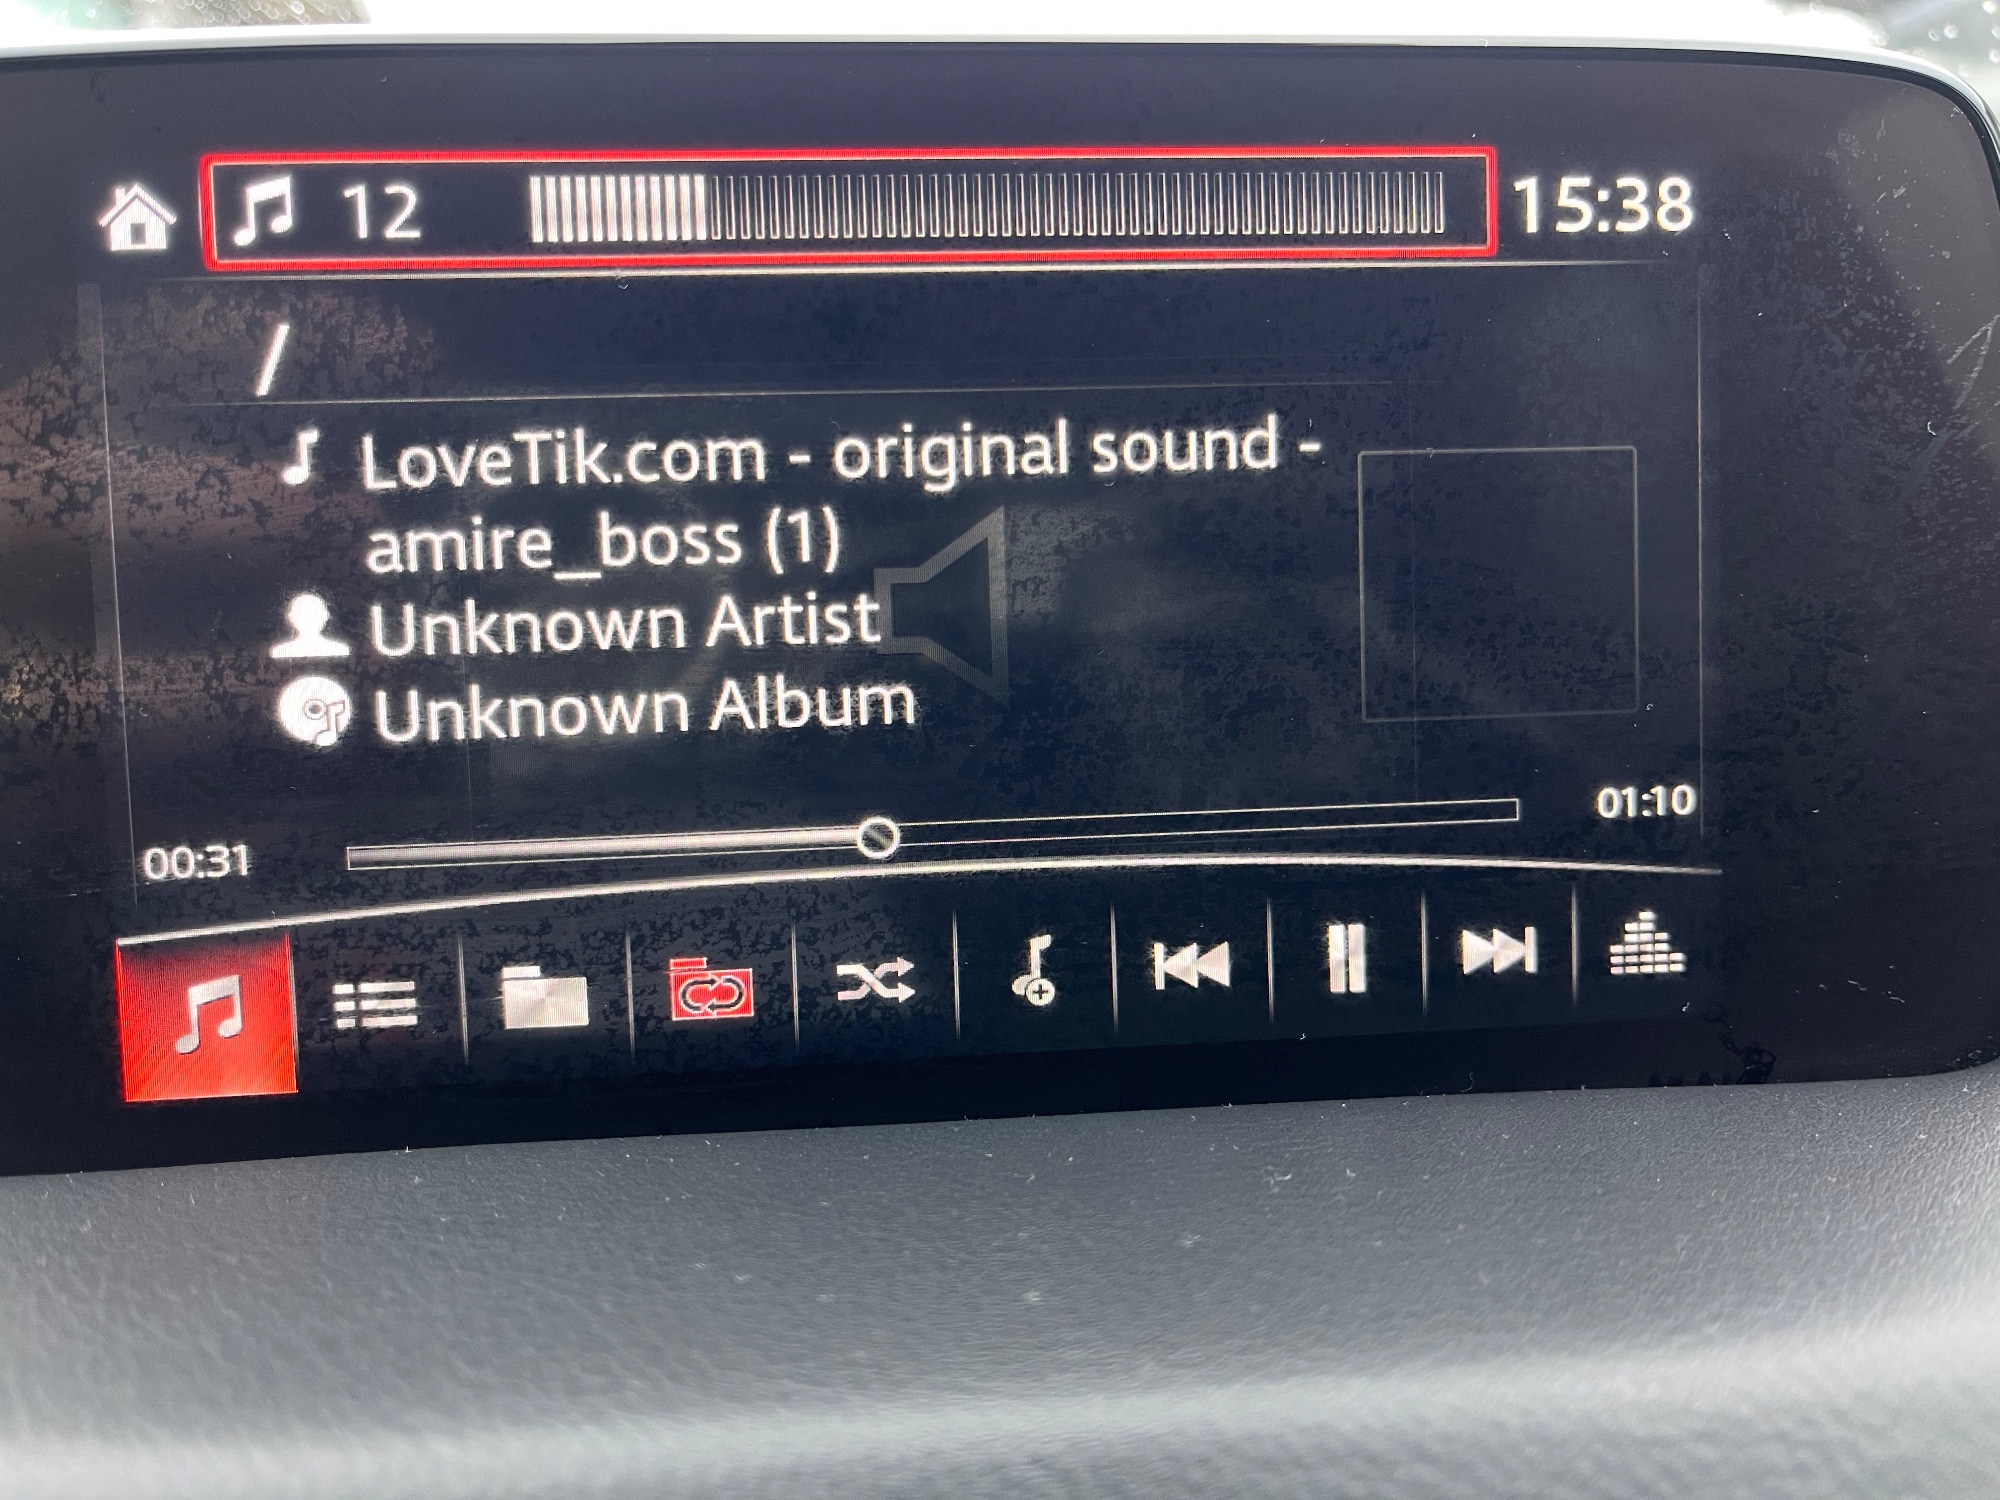 12
15:38
/
LoveTik.com - original sound -
amire_boss (1)
Unknown Artist
Unknown Album
00:31
01:10